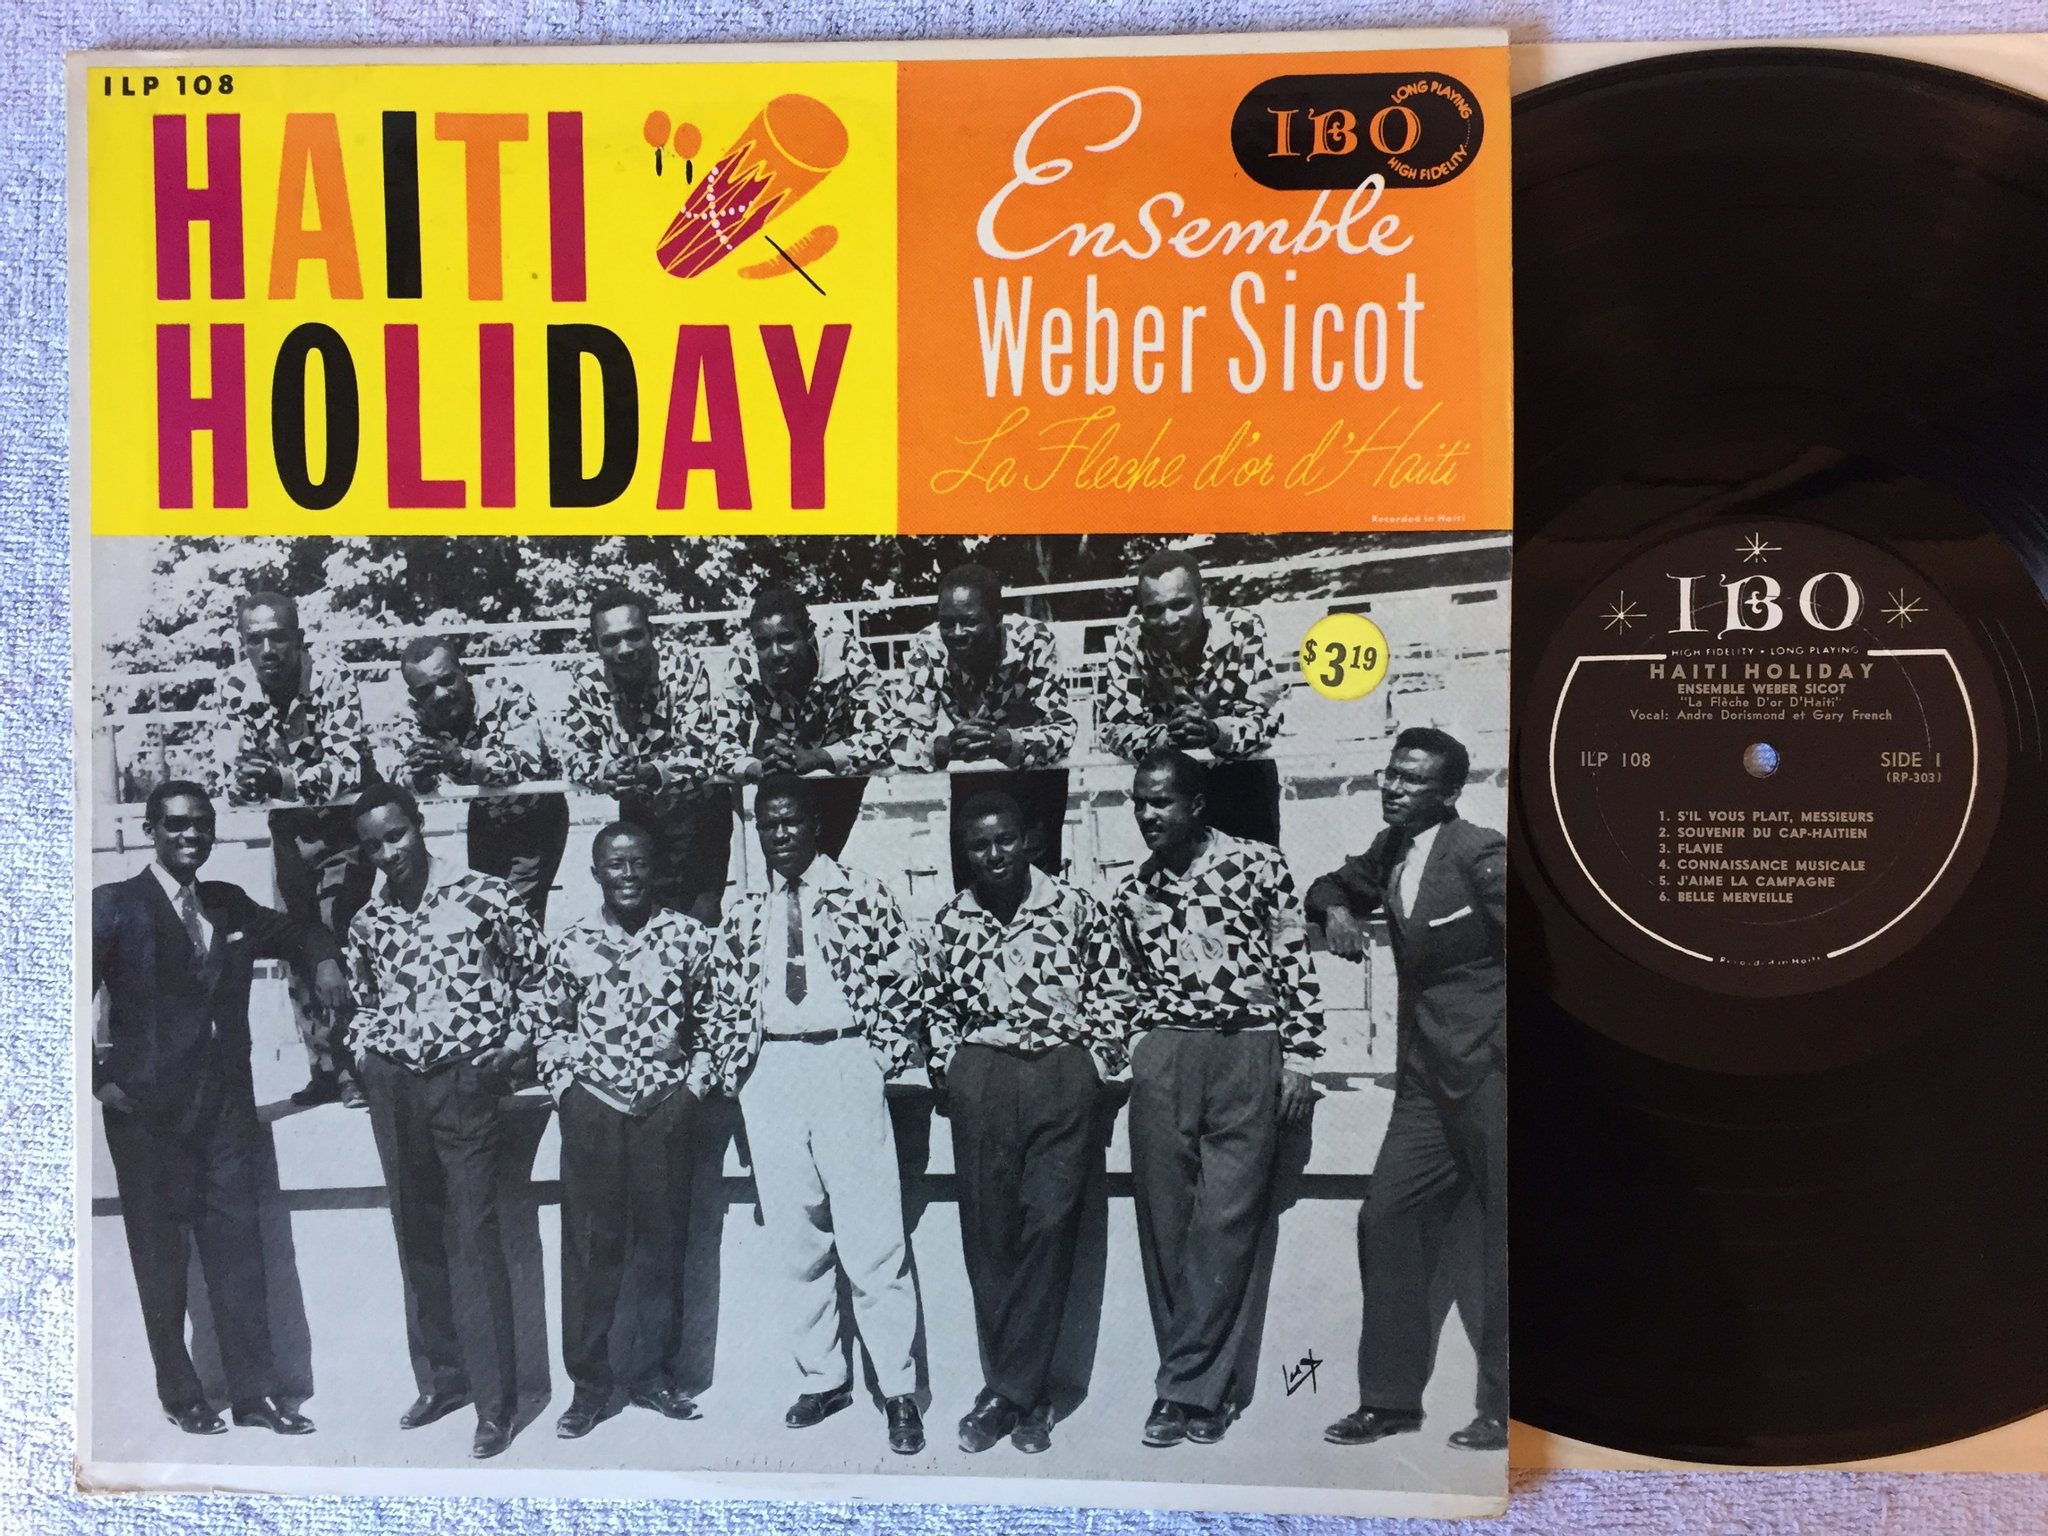 ILP 108
HAITI
HOLIDAY
IBO
LONG PLAYING
HIGH FIDELITY
Ensemble
Weber Sicot
La Fleche d'or d'Haiti
Recorded in Haiti
$3.19
IBO
HIGH FIDELITY • LONG PLAYING
HAITI HOLIDAY
ENSEMBLE WEBER SICOT
"La Flèche D'or D'Haiti"
Vocal: Andre Dorismond et Gary French
ILP 108
SIDE 1
(RP-303)
1. S'IL VOUS PLAIT, MESSIEURS
2. SOUVENIR DU CAP-HAITIEN
3. FLAVIE
4. CONNAISSANCE MUSICALE
5. J'AIME LA CAMPAGNE
6. BELLE MERVEILLE
Recorded in Haiti